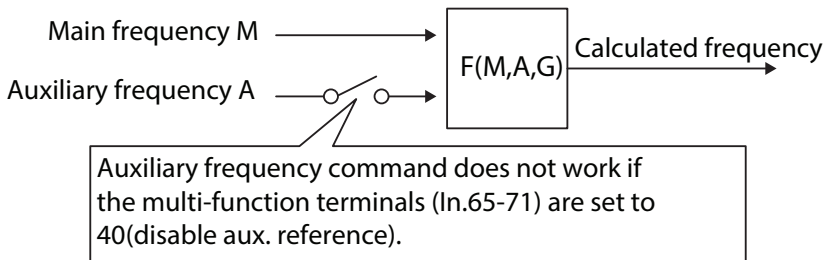 Main frequency M
F(M,A,G)
Calculated frequency
Auxiliary frequency A
Auxiliary frequency command does not work if
the multi-function terminals (In.65-71) are set to
40(disable aux. reference).